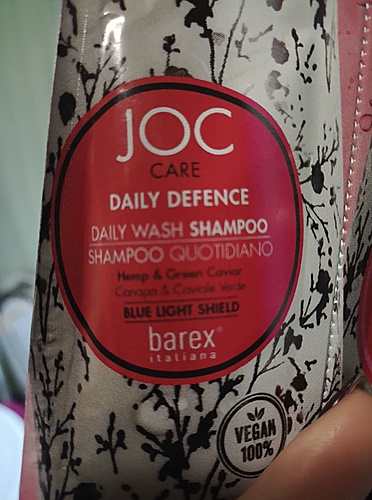 JOC
CARE
DAILY DEFENCE
DAILY WASH SHAMPOO
SHAMPOO QUOTIDIANO
Hemp & Green Caviar
Canapa & Caviale Verde
BLUE LIGHT SHIELD
barex®
italiana
VEGAN
100%